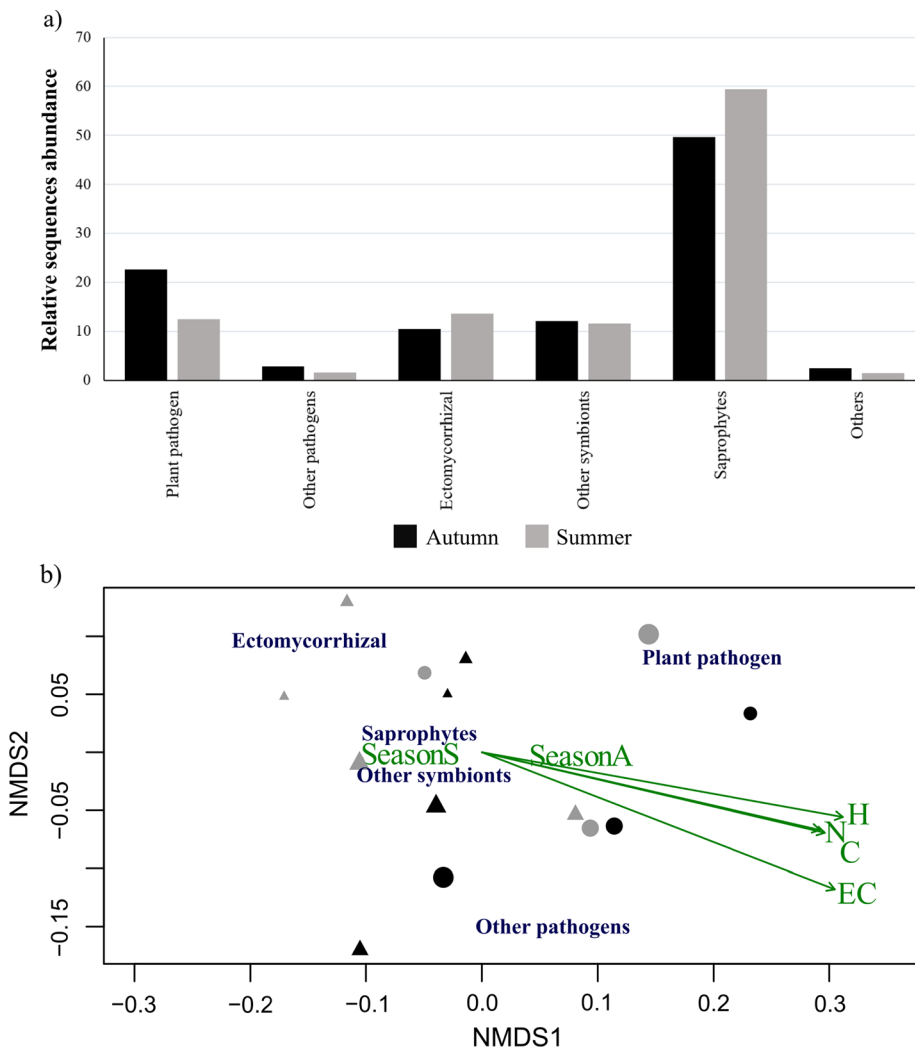 a)
70
60
50
40
30
20
10
0
Relative sequences abundance
Plant pathogen
Other pathogens
Ectomycorrhizal
Other symbionts
Saprophytes
Others
Autumn
Summer
b)
Ectomycorrhizal
Plant pathogen
Saprophytes
SeasonS
SeasonA
Other symbionts
H
N
C
EC
Other pathogens
0.05
−0.05
−0.15
NMDS2
−0.3
−0.2
−0.1
0.0
0.1
0.2
0.3
NMDS1